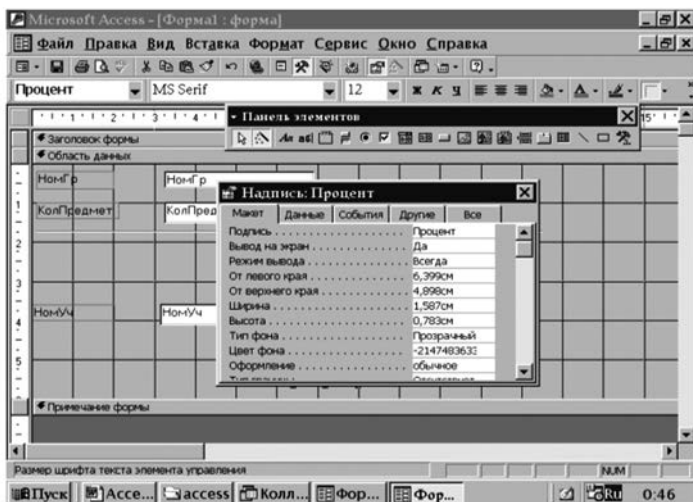 Microsoft Access - [Форма1 : форма]
Файл Правка Вид Вставка Формат Сервис Окно Справка
Процент MS Serif 12 Ж К Ч
Панель элементов
Заголовок формы
Область данных
НомГр НомГр
КолПредмет КолПред
НомУч НомУч
Надпись: Процент
Макет Данные События Другие Все
Подпись . . . . . . . . . . . . . . . . . . . . Процент
Вывод на экран . . . . . . . . . . . . . Да
Режим вывода . . . . . . . . . . . . . . Всегда
От левого края . . . . . . . . . . . . . 6,399см
От верхнего края . . . . . . . . . . . 4,898см
Ширина . . . . . . . . . . . . . . . . . . . . 1,587см
Высота . . . . . . . . . . . . . . . . . . . . 0,783см
Тип фона . . . . . . . . . . . . . . . . . . Прозрачный
Цвет фона . . . . . . . . . . . . . . . . . -2147483633
Оформление . . . . . . . . . . . . . . . обычное
Примечание формы
Размер шрифта текста элемента управления NUM
Пуск Acce... access Колл... Фор... Фор... Ru 0:46